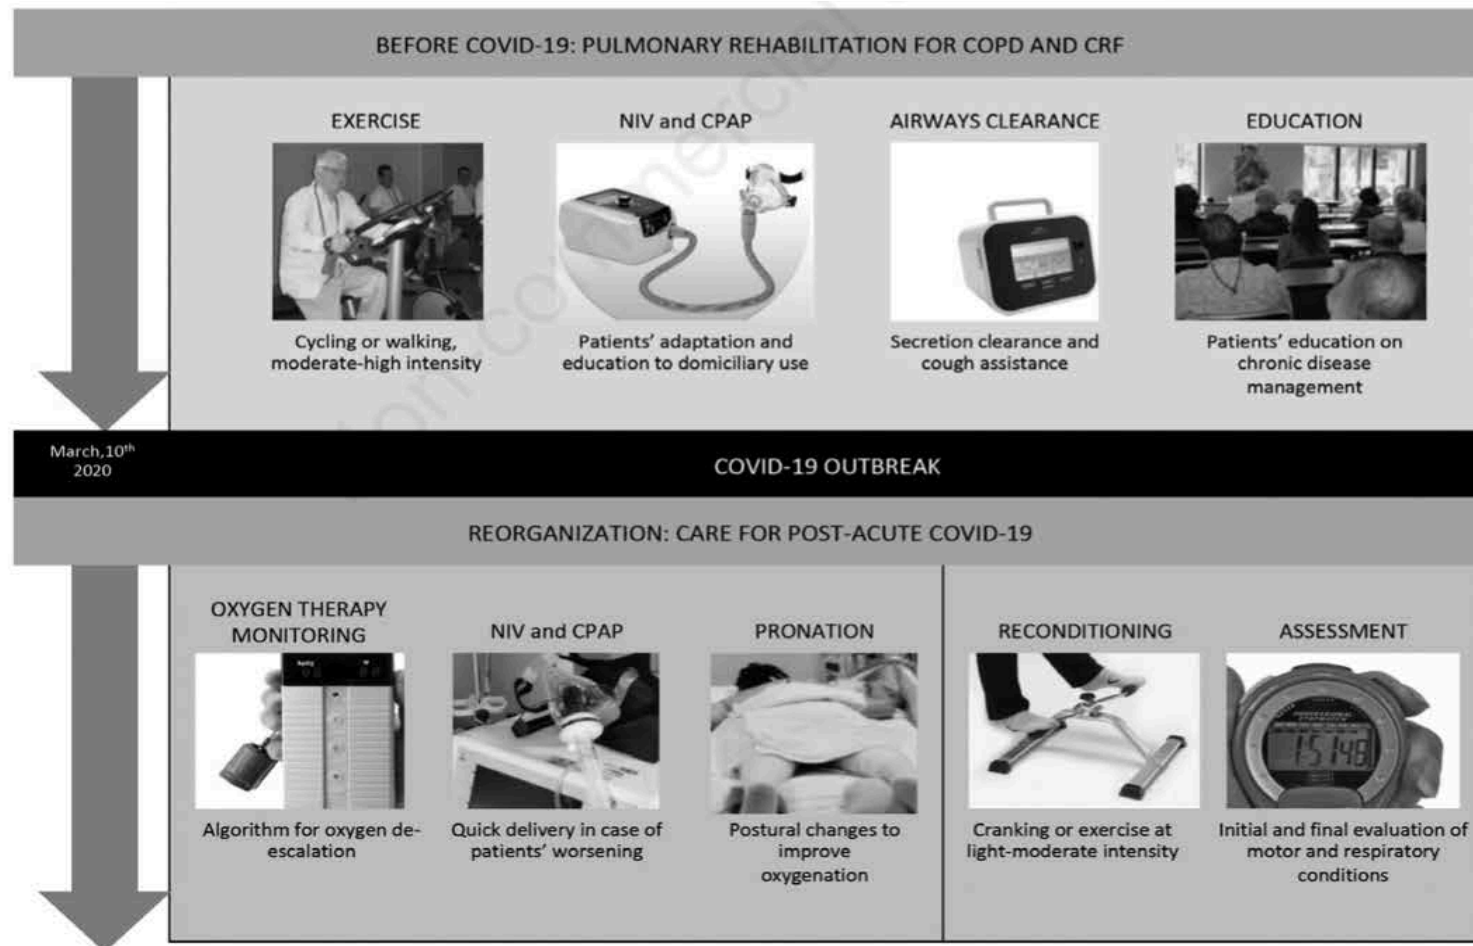 BEFORE COVID-19: PULMONARY REHABILITATION FOR COPD AND CRF
EXERCISE
Cycling or walking,
moderate-high intensity
NIV and CPAP
Patients' adaptation and
education to domiciliary use
AIRWAYS CLEARANCE
Secretion clearance and
cough assistance
EDUCATION
Patients' education on
chronic disease
management
March,10th
2020
COVID-19 OUTBREAK
REORGANIZATION: CARE FOR POST-ACUTE COVID-19
OXYGEN THERAPY
MONITORING
Algorithm for oxygen de-
escalation
NIV and CPAP
Quick delivery in case of
patients' worsening
PRONATION
Postural changes to
improve
oxygenation
RECONDITIONING
Cranking or exercise at
light-moderate intensity
ASSESSMENT
1:5148
Initial and final evaluation of
motor and respiratory
conditions